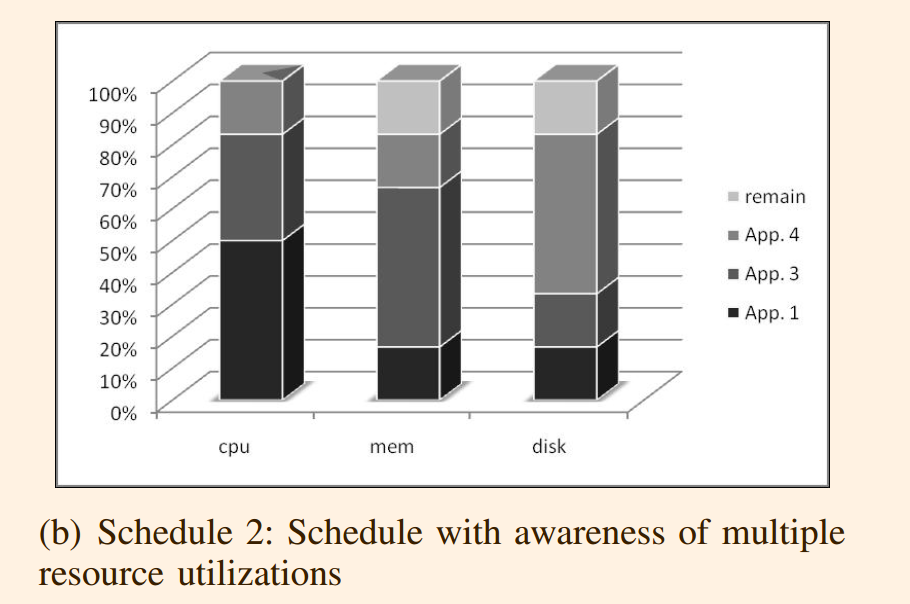 100%
90%
80%
70%
60%
50%
40%
30%
20%
10%
0%
cpu mem disk
remain
App. 4
App. 3
App. 1
(b) Schedule 2: Schedule with awareness of multiple
resource utilizations